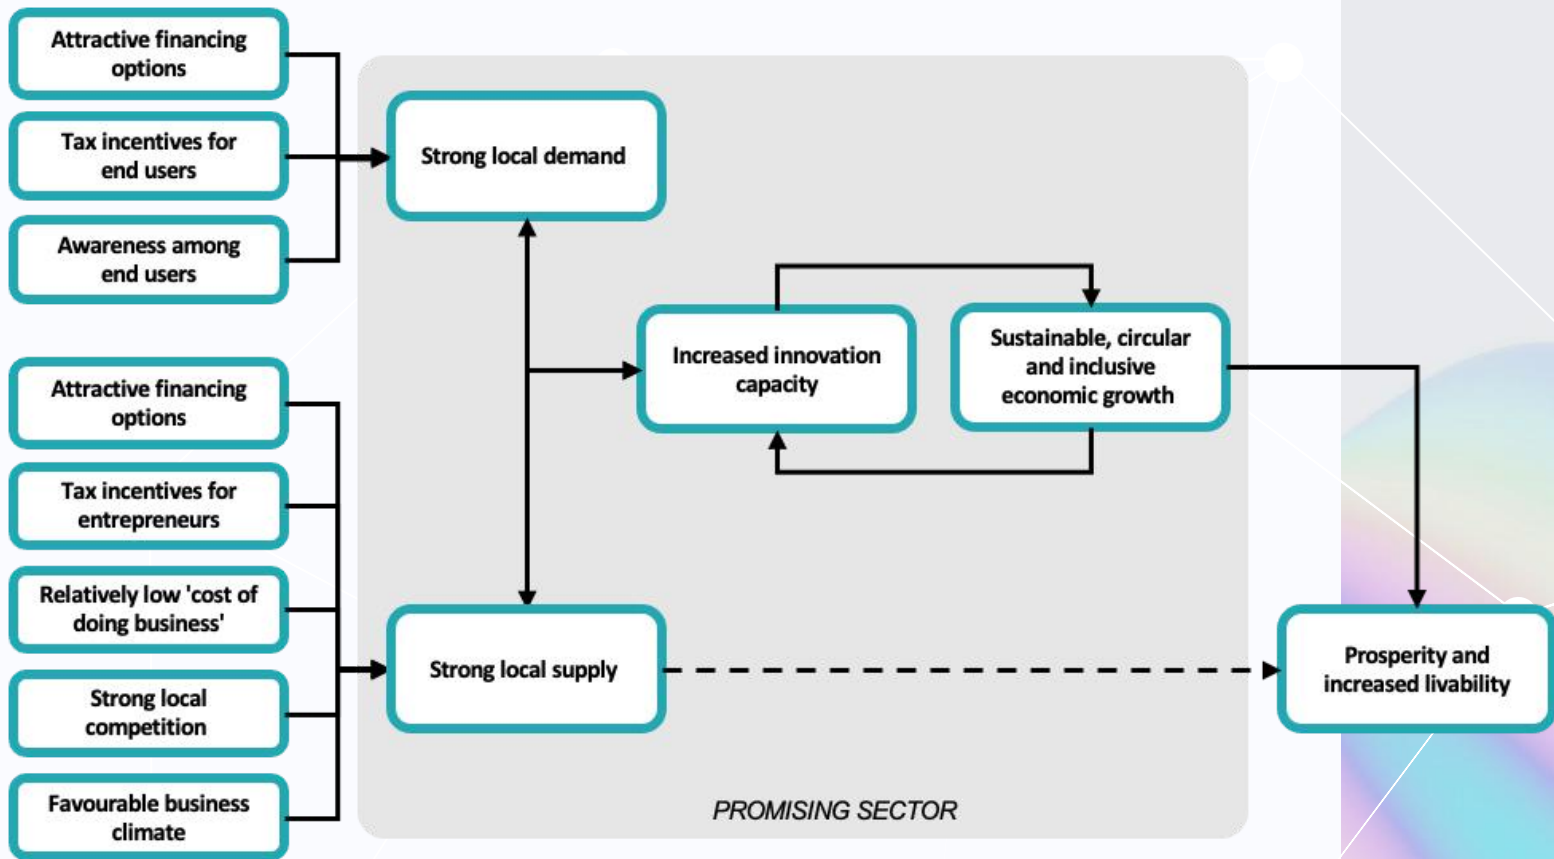 Attractive financing
options
Tax incentives for
end users
Awareness among
end users
Strong local demand
Increased innovation
capacity
Sustainable, circular
and inclusive
economic growth
Attractive financing
options
Tax incentives for
entrepreneurs
Relatively low 'cost of
doing business'
Strong local
competition
Favourable business
climate
Strong local supply
Prosperity and
increased livability
PROMISING SECTOR